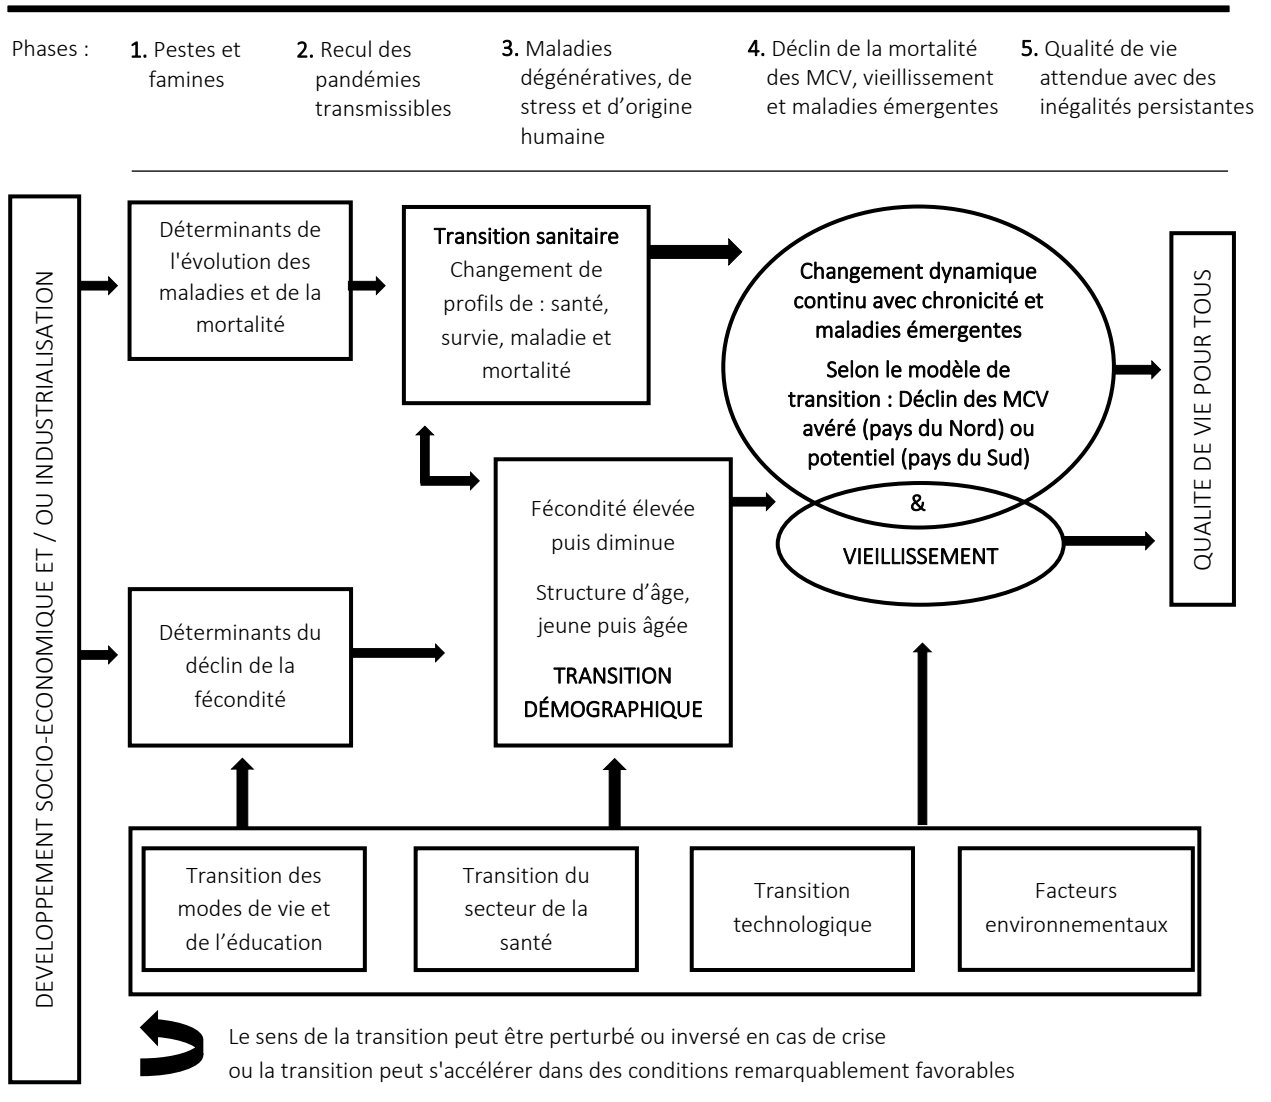 Phases :
1. Pestes et
famines
2. Recul des
pandémies
transmissibles
3. Maladies
dégénératives, de
stress et d’origine
humaine
4. Déclin de la mortalité
des MCV, vieillissement
et maladies émergentes
5. Qualité de vie
attendue avec des
inégalités persistantes
DEVELOPPEMENT SOCIO-ECONOMIQUE ET / OU INDUSTRIALISATION
Déterminants de
l'évolution des
maladies et de la
mortalité
Transition sanitaire
Changement de
profils de : santé,
survie, maladie et
mortalité
Changement dynamique
continu avec chronicité et
maladies émergentes
Selon le modèle de
transition : Déclin des MCV
avéré (pays du Nord) ou
potentiel (pays du Sud)
&
VIEILLISSEMENT
QUALITE DE VIE POUR TOUS
Fécondité élevée
puis diminue
Structure d’âge,
jeune puis âgée
TRANSITION
DÉMOGRAPHIQUE
Déterminants du
déclin de la
fécondité
Transition des
modes de vie et
de l’éducation
Transition du
secteur de la
santé
Transition
technologique
Facteurs
environnementaux
Le sens de la transition peut être perturbé ou inversé en cas de crise
ou la transition peut s'accélérer dans des conditions remarquablement favorables